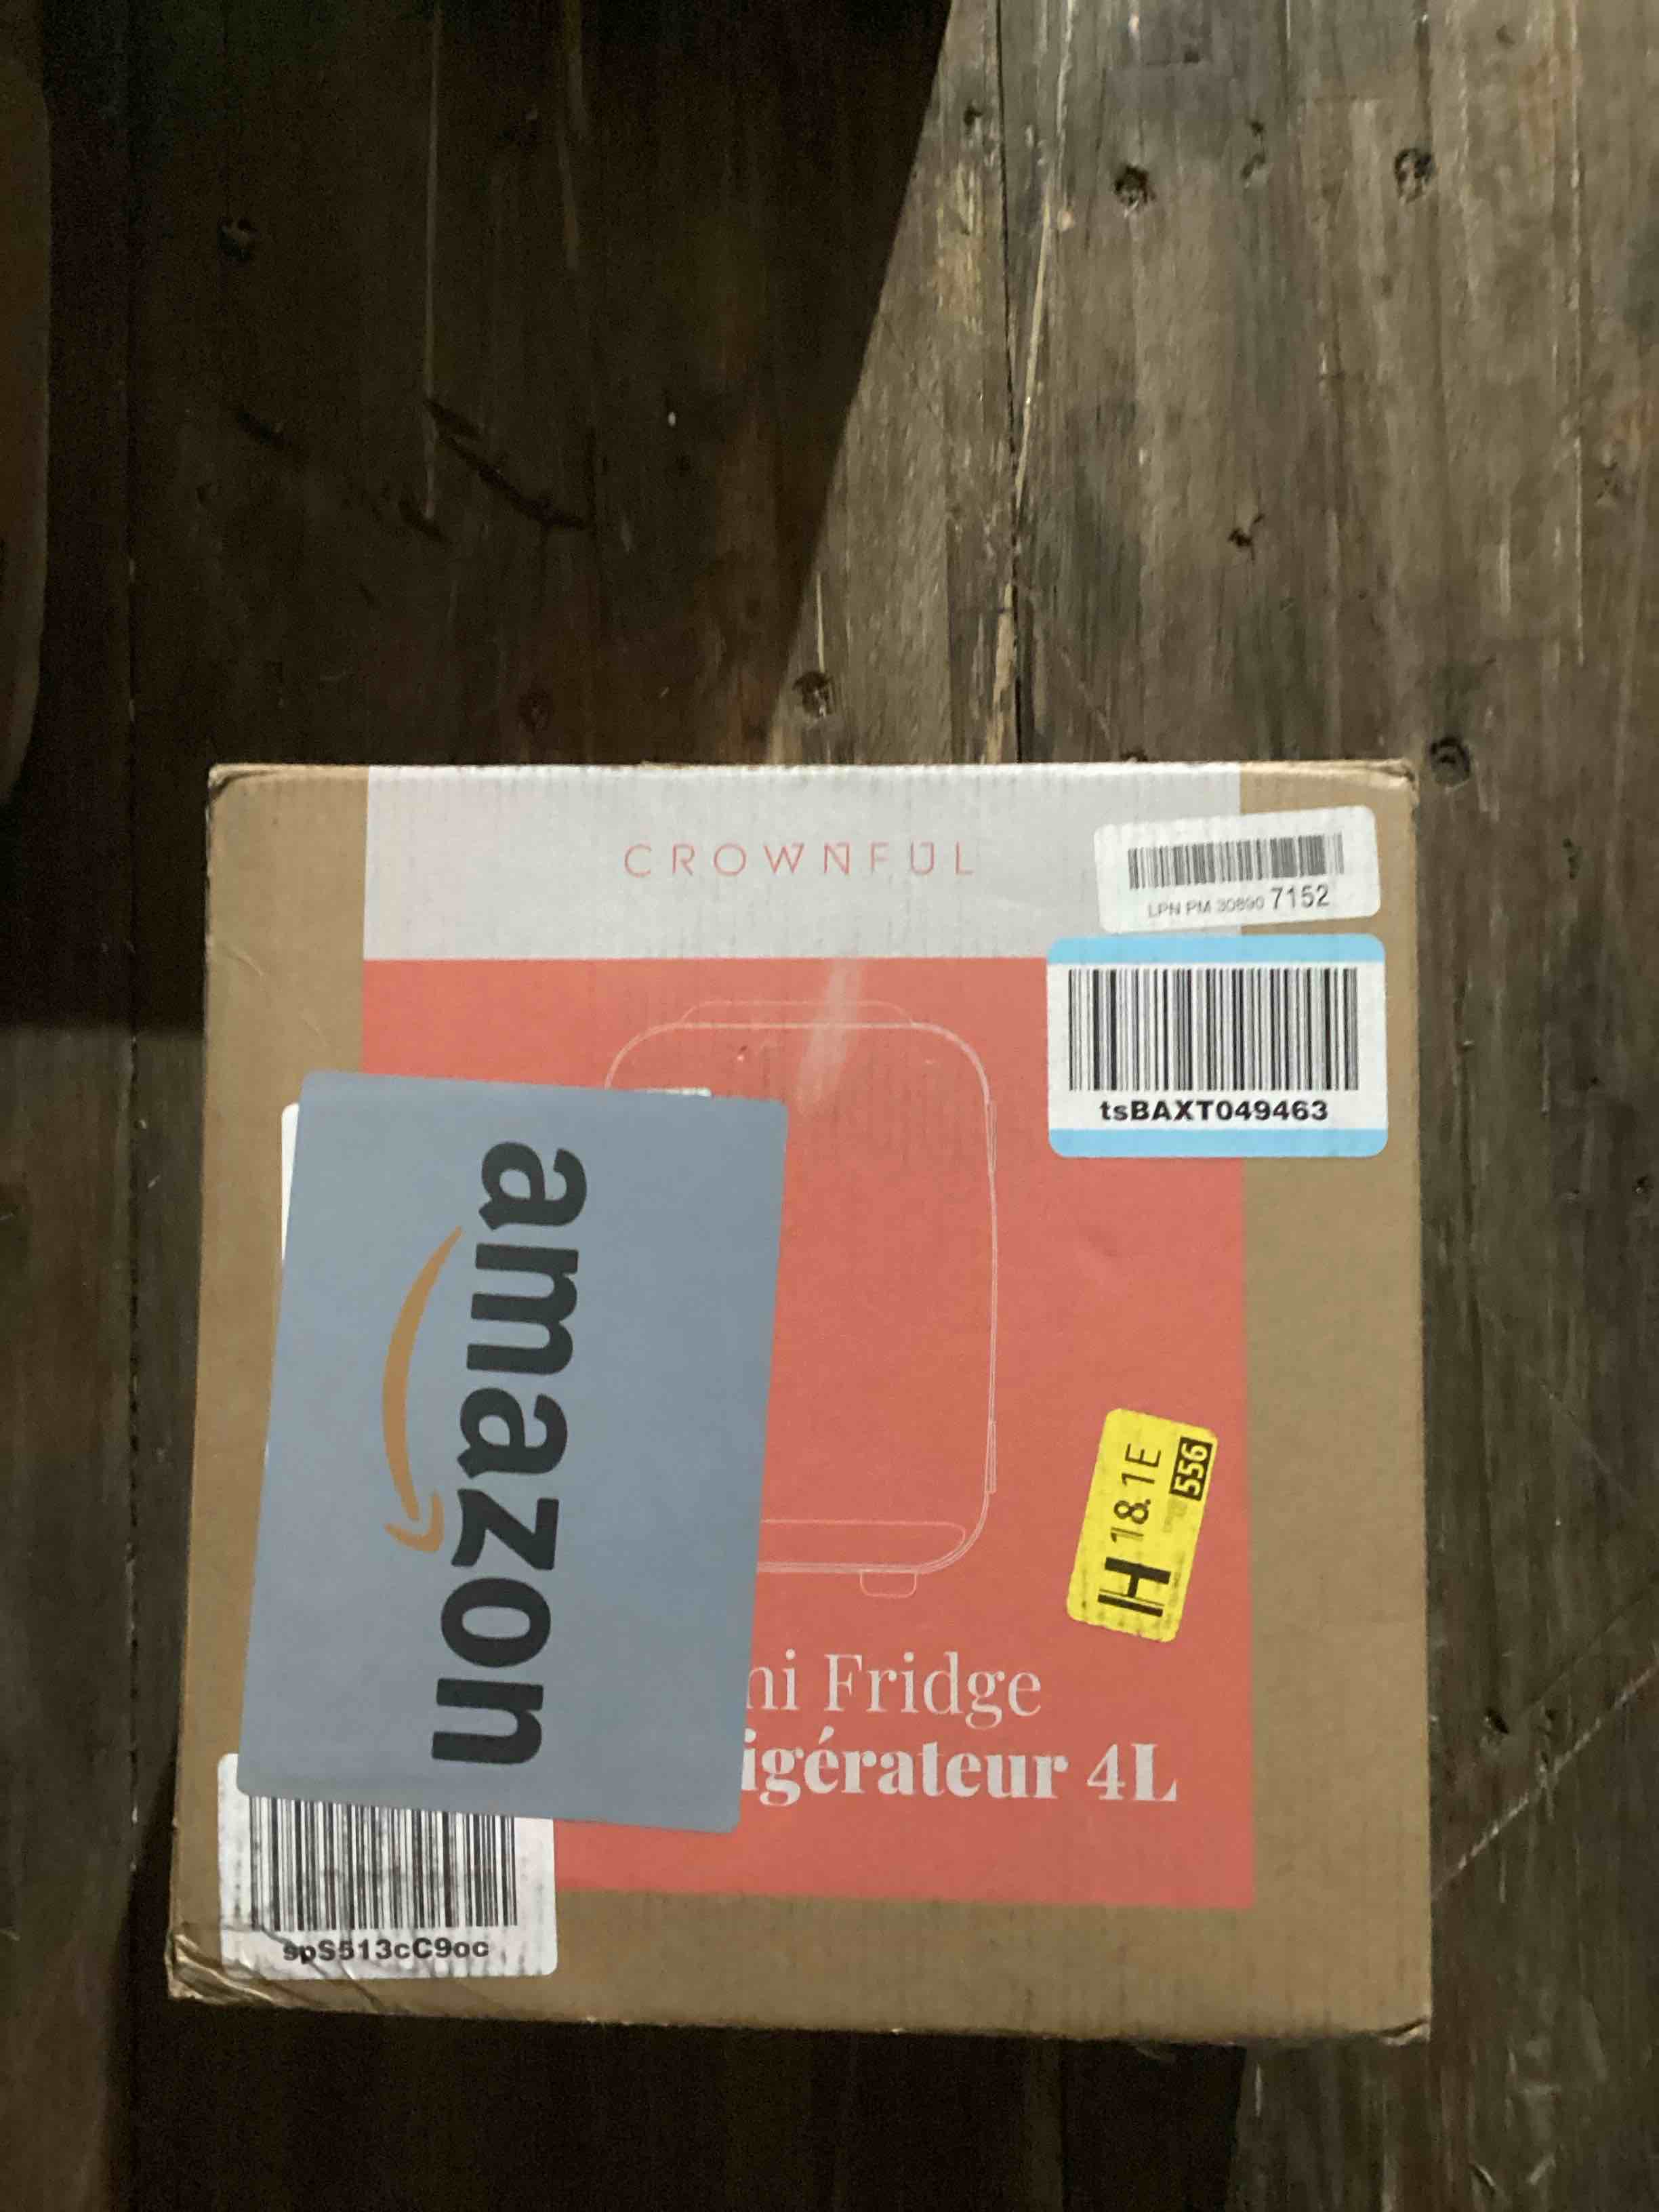 CROWNFUL
LPN PM 30890 7152
tsBAXT049463
amazon
H 18.1E
556
ni Fridge
igérateur 4L
spS513cC9oc